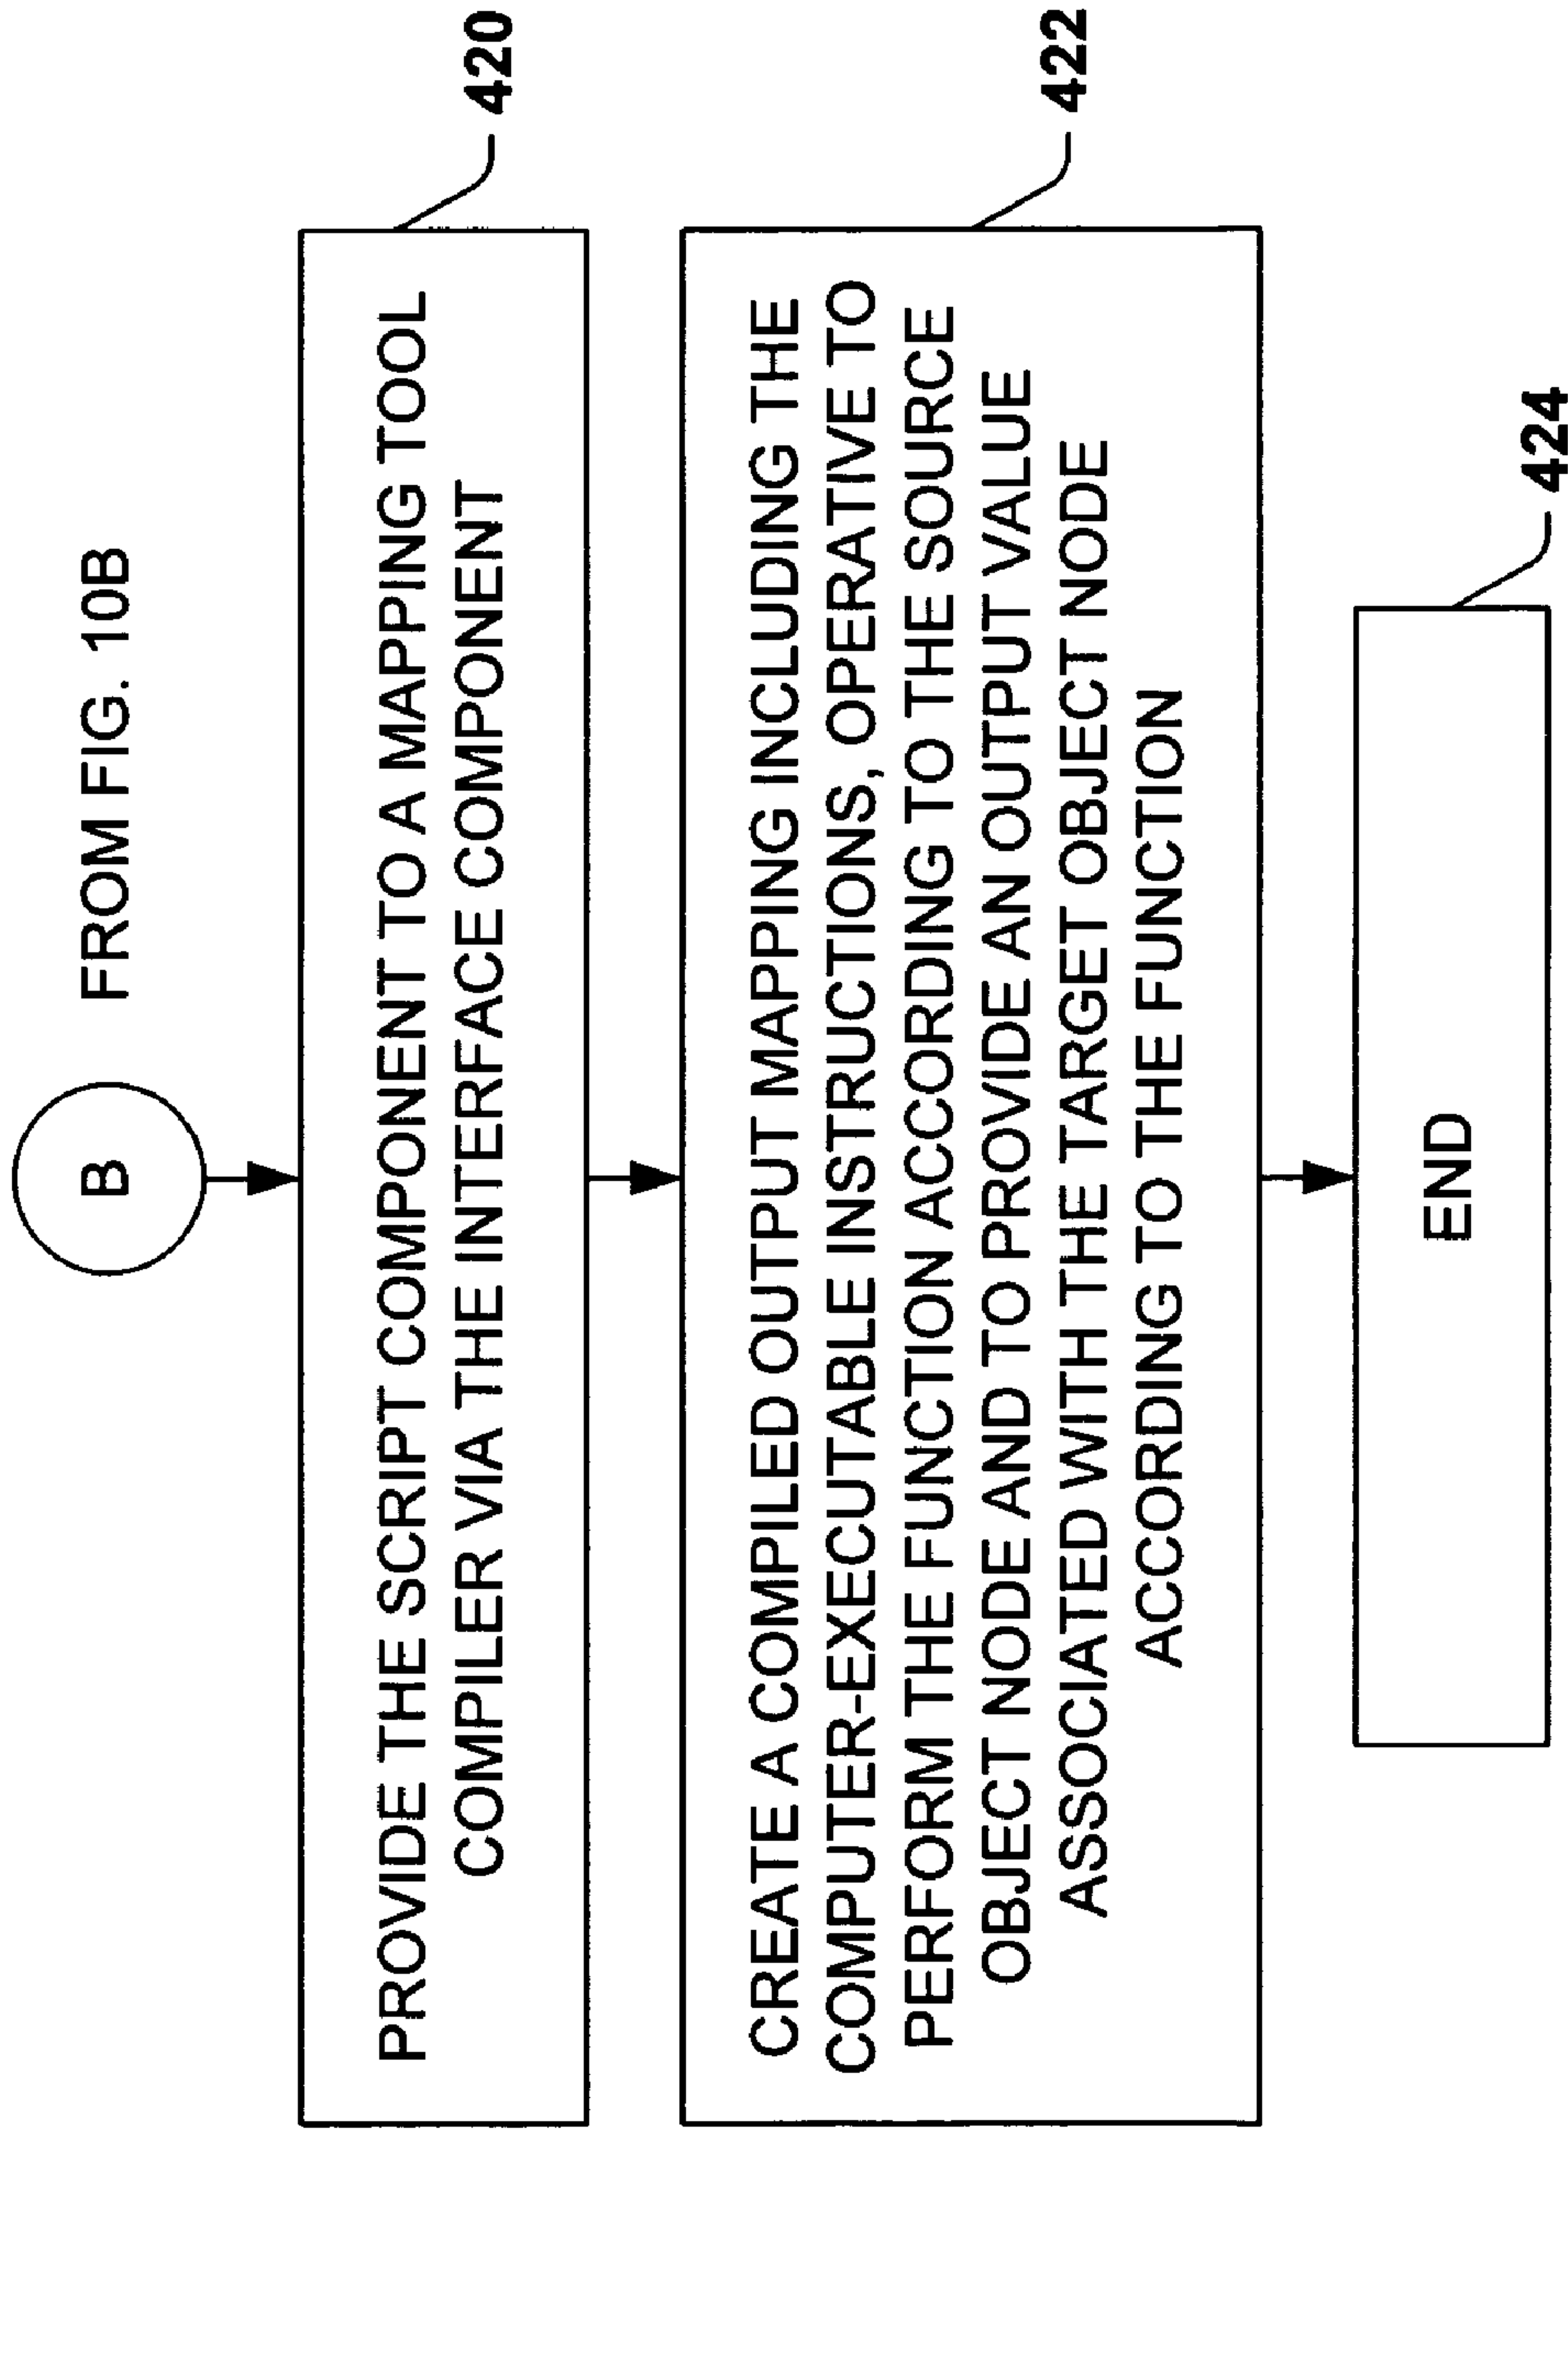 B
FROM FIG. 10B
PROVIDE THE SCRIPT COMPONENT TO A MAPPING TOOL
COMPILER VIA THE INTERFACE COMPONENT
420
CREATE A COMPILED OUTPUT MAPPING INCLUDING THE
COMPUTER-EXECUTABLE INSTRUCTIONS, OPERATIVE TO
PERFORM THE FUNCTION ACCORDING TO THE SOURCE
OBJECT NODE AND TO PROVIDE AN OUTPUT VALUE
ASSOCIATED WITH THE TARGET OBJECT NODE
ACCORDING TO THE FUNCTION
422
END
424